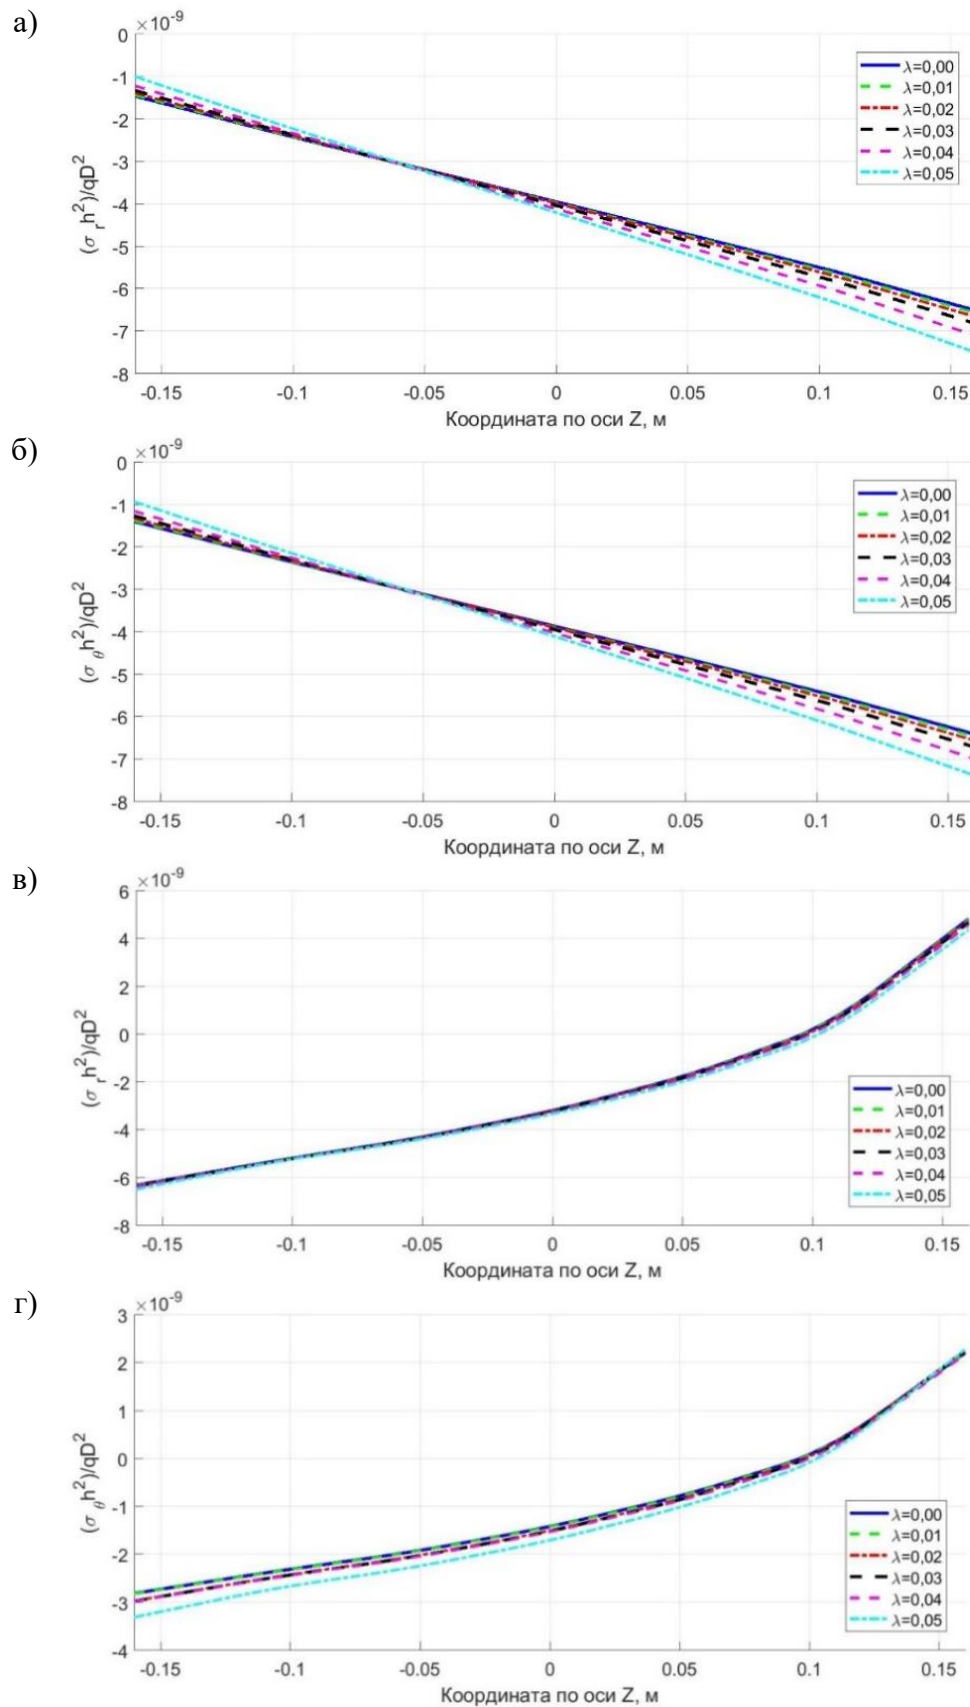 а)
×10-9
0
-1
-2
-3
-4
-5
-6
-7
-8
(σ rh2)/qD2
λ=0,00
λ=0,01
λ=0,02
λ=0,03
λ=0,04
λ=0,05
-0.15 -0.1 -0.05 0 0.05 0.1 0.15
Координата по оси Z, м
б)
×10-9
0
-1
-2
-3
-4
-5
-6
-7
-8
(σ θh2)/qD2
λ=0,00
λ=0,01
λ=0,02
λ=0,03
λ=0,04
λ=0,05
-0.15 -0.1 -0.05 0 0.05 0.1 0.15
Координата по оси Z, м
в)
×10-9
6
4
2
0
-2
-4
-6
-8
(σ rh2)/qD2
λ=0,00
λ=0,01
λ=0,02
λ=0,03
λ=0,04
λ=0,05
-0.15 -0.1 -0.05 0 0.05 0.1 0.15
Координата по оси Z, м
г)
×10-9
3
2
1
0
-1
-2
-3
-4
(σ θh2)/qD2
λ=0,00
λ=0,01
λ=0,02
λ=0,03
λ=0,04
λ=0,05
-0.15 -0.1 -0.05 0 0.05 0.1 0.15
Координата по оси Z, м